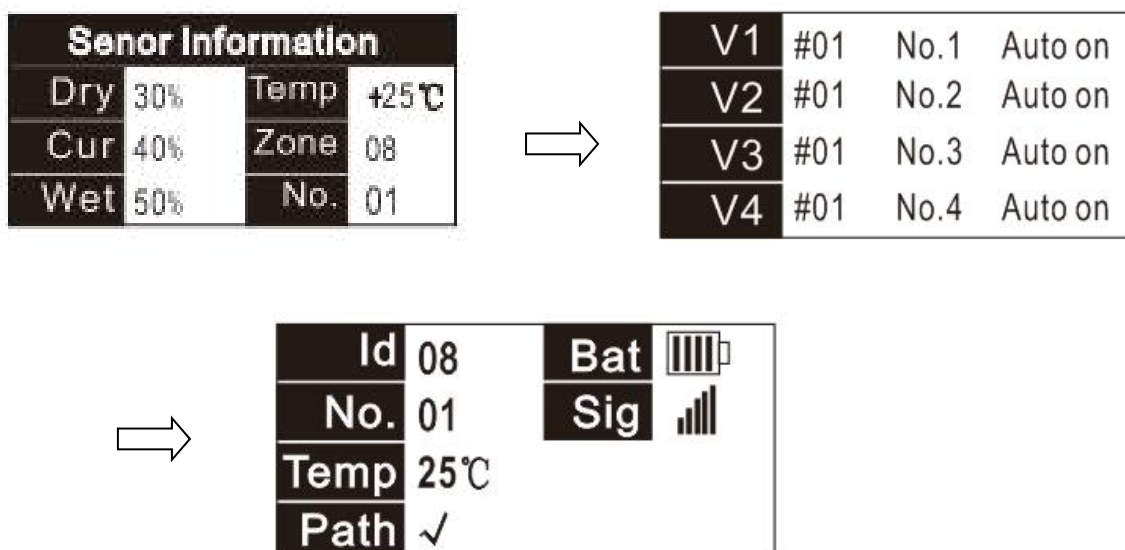 Senor Information
Dry 30% Temp +25℃
Cur 40% Zone 08
Wet 50% No. 01
V1 #01 No.1 Auto on
V2 #01 No.2 Auto on
V3 #01 No.3 Auto on
V4 #01 No.4 Auto on
Id 08 Bat
No. 01 Sig
Temp 25℃
Path √